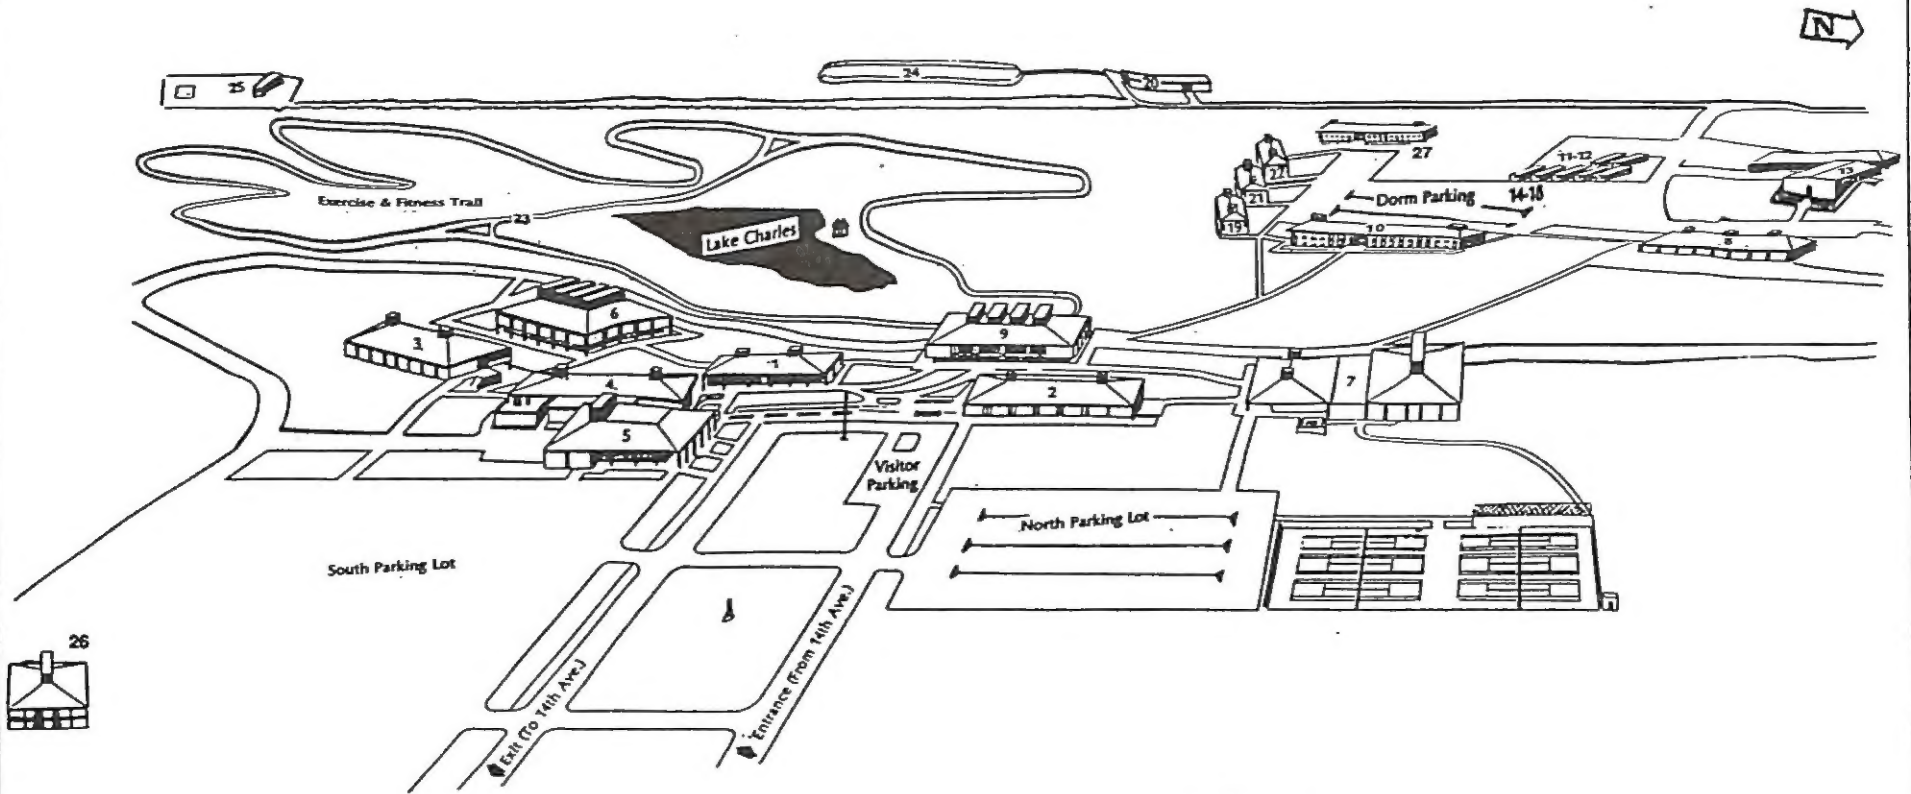 N
25
24
20
27
11-12
13
22
Exercise & Fitness Trail
21
Dorm Parking
14-18
23
19
Lake Charles
10
8
6
9
3
1
4
2
7
5
Visitor
Parking
North Parking Lot
South Parking Lot
Entrance (From 14th Ave.)
Exit (To 14th Ave.)
26